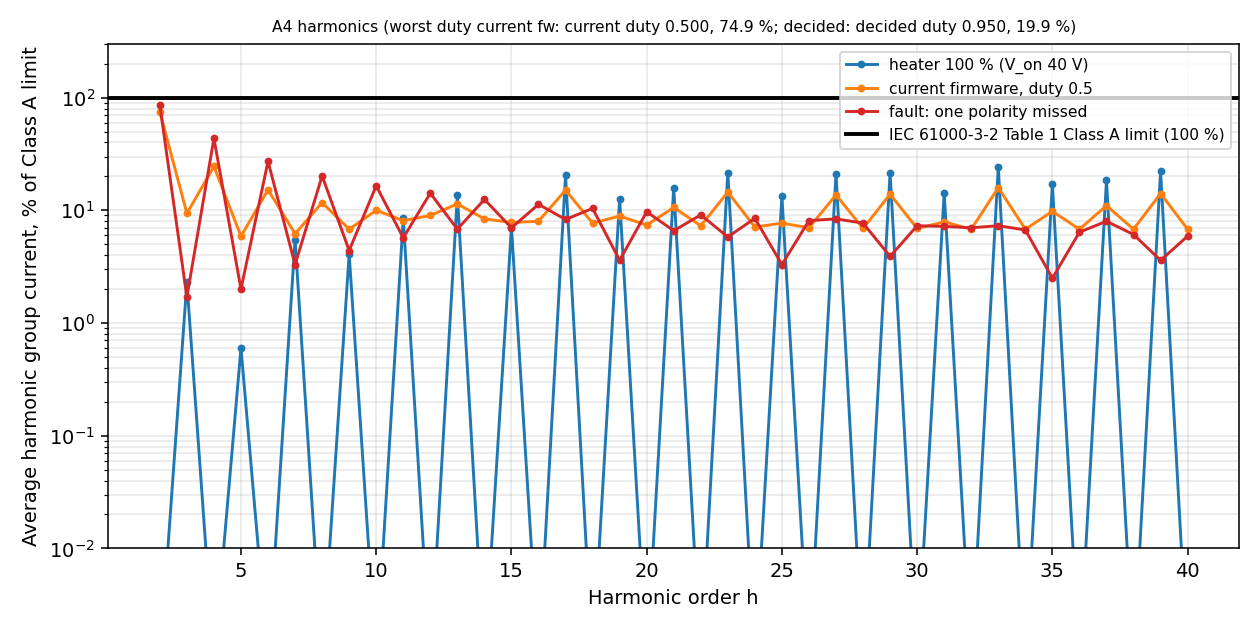 A4 harmonics (worst duty current fw: current duty 0.500, 74.9 %; decided: decided duty 0.950, 19.9 %)
Average harmonic group current, % of Class A limit
10²
10¹
10⁰
10⁻¹
10⁻²
heater 100 % (V_on 40 V)
current firmware, duty 0.5
fault: one polarity missed
IEC 61000-3-2 Table 1 Class A limit (100 %)
5 10 15 20 25 30 35 40
Harmonic order h